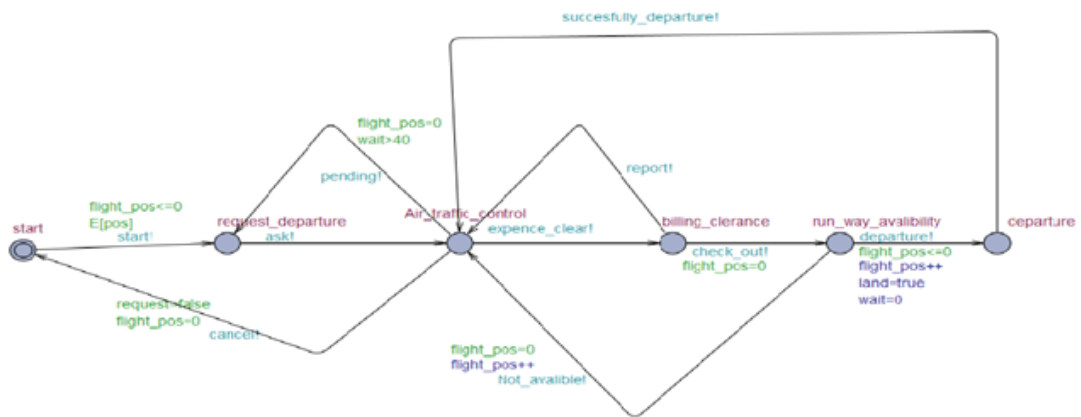 succesfully_departure!
flight_pos=0
wait>40
pending!
report!
flight_pos<=0
E[pos]
start!
start
request_departure
ask!
Air_traffic_control
expence_clear!
billing_clerance
check_out!
flight_pos=0
run_way_avalibility
departure!
flight_pos<=0
flight_pos++
land=true
wait=0
ceparture
request=false
flight_pos=0
cancel!
flight_pos=0
flight_pos++
Not_avalible!